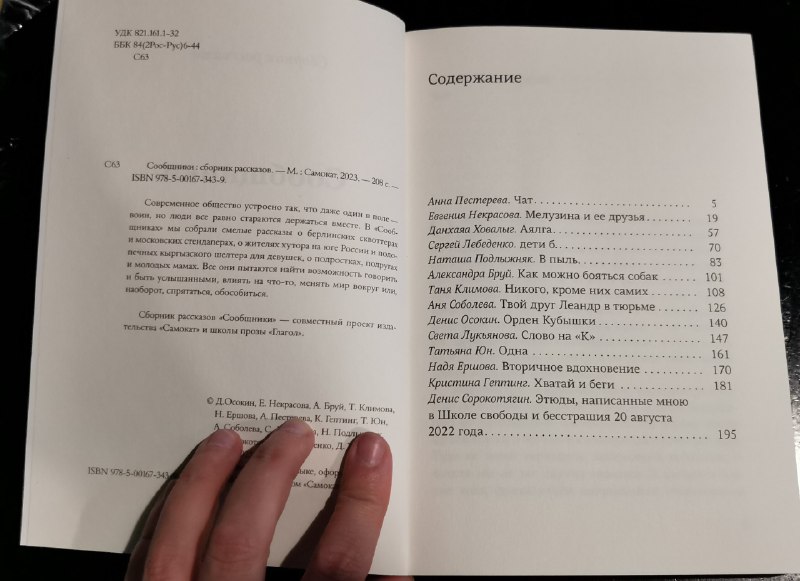 УДК 821.161.1-32
ББК 84(2Рос-Рус)6-44
С63
С63 Сообщники : сборник рассказов. — М. : Самокат, 2023. — 208 с. —
ISBN 978-5-00167-343-9.
Современное общество устроено так, что даже один в поле —
воин, но люди все равно стараются держаться вместе. В «Сооб-
щниках» мы собрали смелые рассказы о берлинских сквоттерах
и московских стендаперах, о жителях хутора на юге России и подо-
печных кыргызского шелтера для девушек, о подростках, подругах
и молодых мамах. Все они пытаются найти возможность говорить
и быть услышанными, влиять на что-то, менять мир вокруг или,
наоборот, спрятаться, обособиться.
Сборник рассказов «Сообщники» — совместный проект изда-
тельства «Самокат» и школы прозы «Глагол».
© Д.Осокин, Е. Некрасова, А. Бруй, Т. Климова,
Н. Ершова, А. Пестерева, К. Гептинг, Т. Юн,
А. Соболева, С.
ISBN 978-5-00167-343
Содержание
Анна Пестерева. Чат. 5
Евгения Некрасова. Мелузина и ее друзья 19
Данхаяа Ховалыг. Аялга. 57
Сергей Лебеденко. дети б. 70
Наташа Подлыжняк. В пыль. 83
Александра Бруй. Как можно бояться собак 101
Таня Климова. Никого, кроме них самих 108
Аня Соболева. Твой друг Леандр в тюрьме 126
Денис Осокин. Орден Кубышки 140
Света Лукьянова. Слово на «К» 147
Татьяна Юн. Одна 161
Надя Ершова. Вторичное вдохновение 170
Кристина Гептинг. Хватай и беги 181
Денис Сорокотягин. Этюды, написанные мною
в Школе свободы и бесстрашия 20 августа
2022 года 195